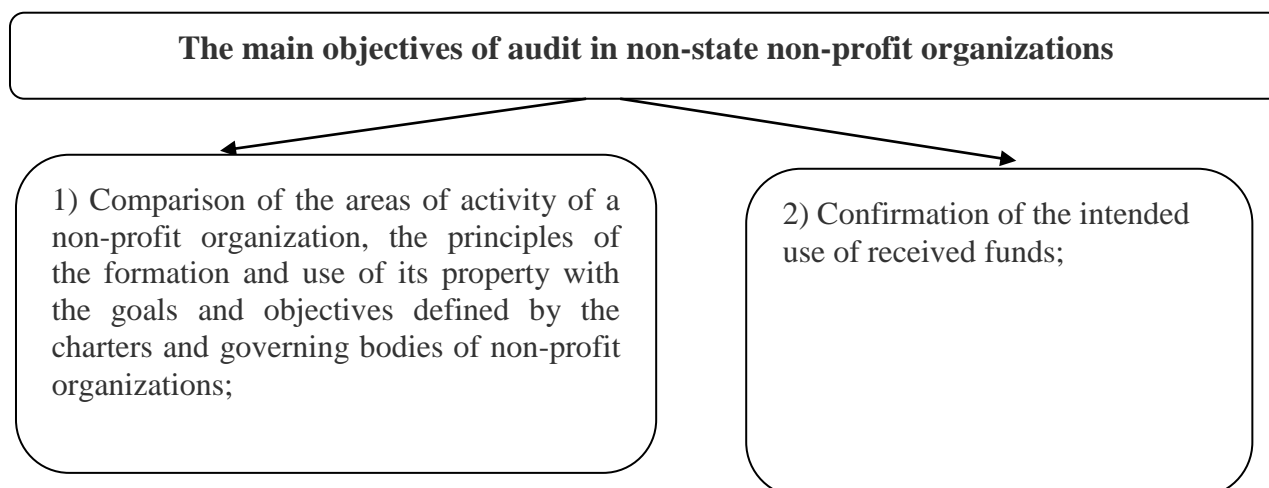 The main objectives of audit in non-state non-profit organizations
1) Comparison of the areas of activity of a
non-profit organization, the principles of
the formation and use of its property with
the goals and objectives defined by the
charters and governing bodies of non-profit
organizations;
2) Confirmation of the intended
use of received funds;